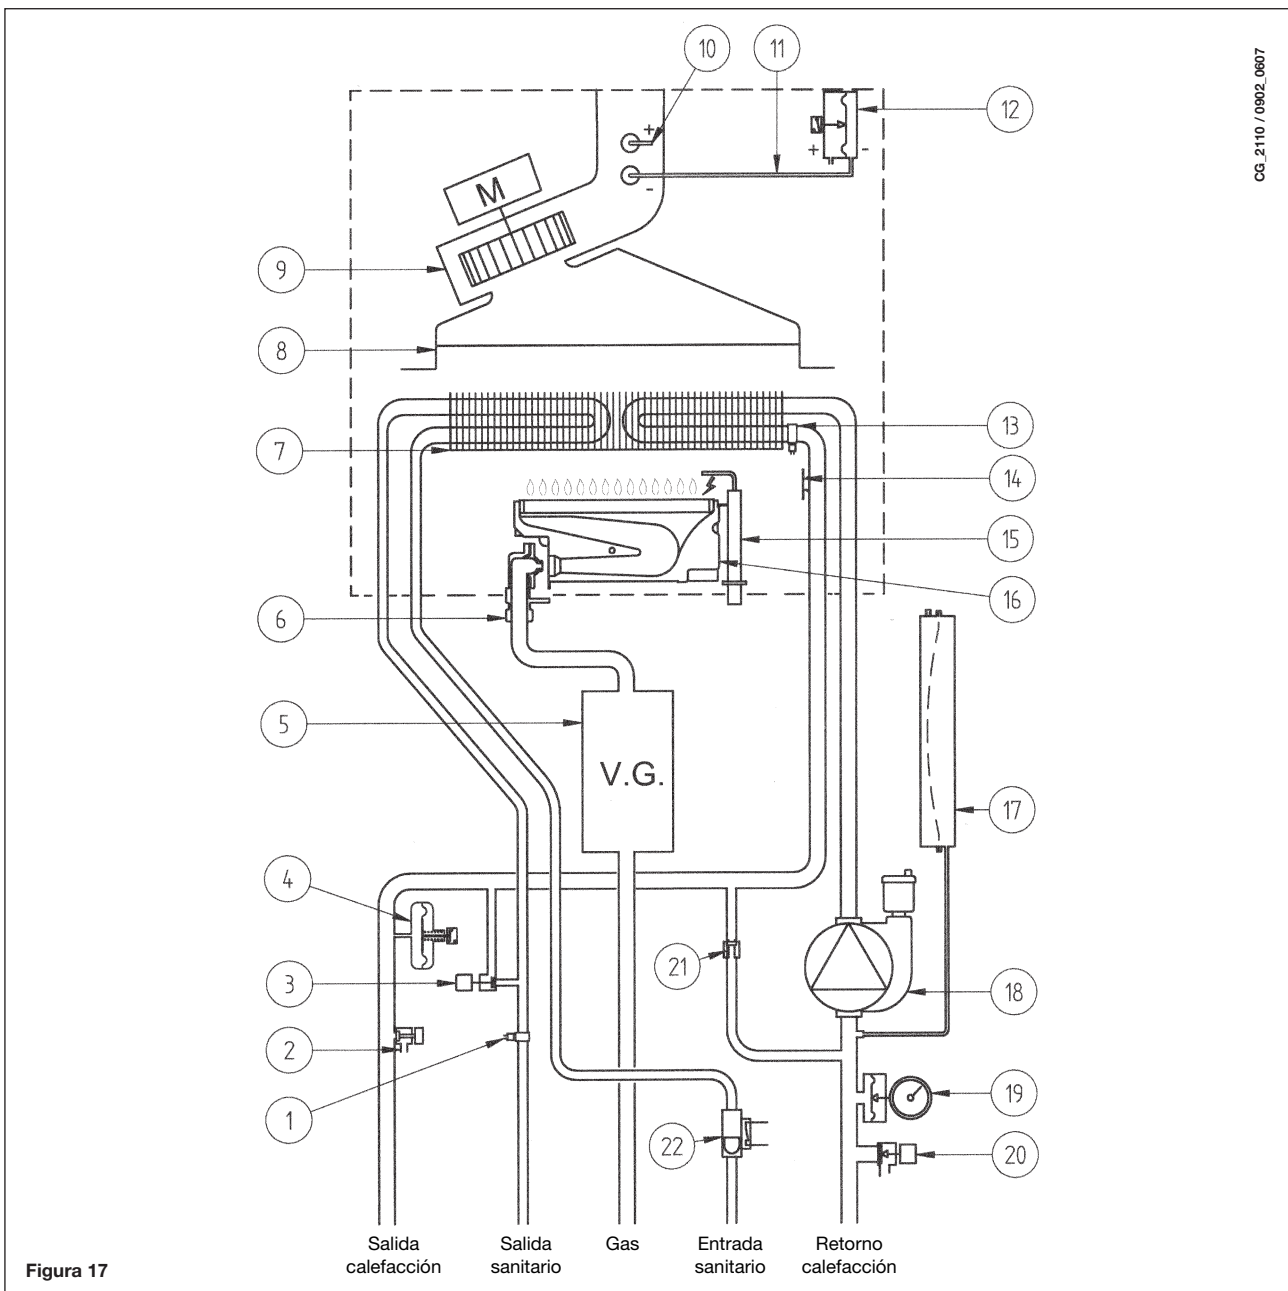 CG_2110 / 0902_0607
10
11
12
+
-
+ -
M
9
8
7
13
14
15
16
6
5
V.G.
17
4
3
21
18
2
1
19
22
20
Salida calefacción
Salida sanitario
Gas
Entrada sanitario
Retorno calefacción
Figura 17